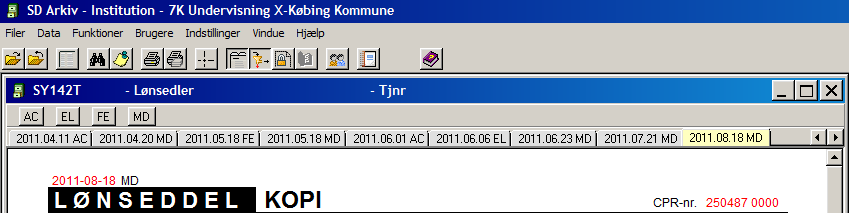 SD Arkiv - Institution - 7K Undervisning X-Købing Kommune
Filer Data Funktioner Brugere Indstillinger Vindue Hjælp
SY142T - Lønsedler - Tjnr
AC EL FE MD
2011.04.11 AC 2011.04.20 MD 2011.05.18 FE 2011.05.18 MD 2011.06.01 AC 2011.06.06 EL 2011.06.23 MD 2011.07.21 MD 2011.08.18 MD
2011-08-18 MD
LØNSEDDEL KOPI CPR-nr. 250487 0000